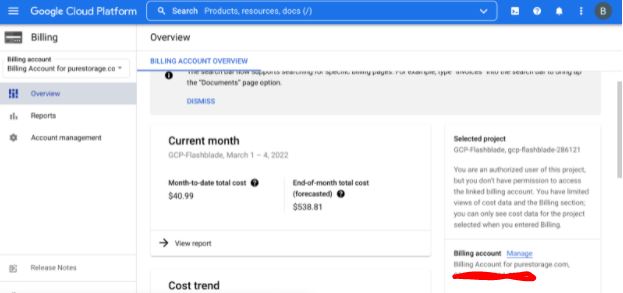 Google Cloud Platform
Search Products, resources, docs (/)
B
Billing
Overview
Billing account
Billing Account for purestorage.co
BILLING ACCOUNT OVERVIEW
Overview
Reports
Account management
Release Notes
The search bar now supports searching for specific billing pages. For example, type "Invoices" into the search bar to bring up
the "Documents" page option.
DISMISS
Current month
GCP-Flashblade, March 1 – 4, 2022
Month-to-date total cost
$40.99
End-of-month total cost
(forecasted)
$538.81
View report
Cost trend
Selected project
GCP-Flashblade, gcp-flashblade-286121
You are an authorized user of this project,
but you don't have permission to access
the linked billing account. You have limited
views of cost data and the Billing section;
you can only see cost data for the project
selected when you entered Billing.
Billing account Manage
Billing Account for purestorage.com,